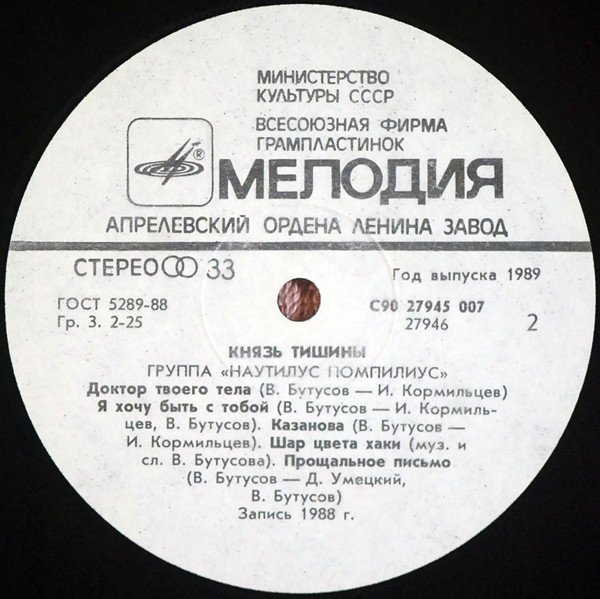 МИНИСТЕРСТВО
КУЛЬТУРЫ СССР
ВСЕСОЮЗНАЯ ФИРМА
ГРАМПЛАСТИНОК
® МЕЛОДИЯ
АПРЕЛЕВСКИЙ ОРДЕНА ЛЕНИНА ЗАВОД
СТЕРЕО 33
Год выпуска 1989
ГОСТ 5289-88
Гр. 3. 2-25
С90 27945 007
27946
2
КНЯЗЬ ТИШИНЫ
ГРУППА «НАУТИЛУС ПОМПИЛИУС»
Доктор твоего тела (В. Бутусов — И. Кормильцев)
Я хочу быть с тобой (В. Бутусов — И. Кормиль-
цев, В. Бутусов). Казанова (В. Бутусов —
И. Кормильцев). Шар цвета хаки (муз. и
сл. В. Бутусова). Прощальное письмо
(В. Бутусов — Д. Умецкий,
В. Бутусов)
Запись 1988 г.